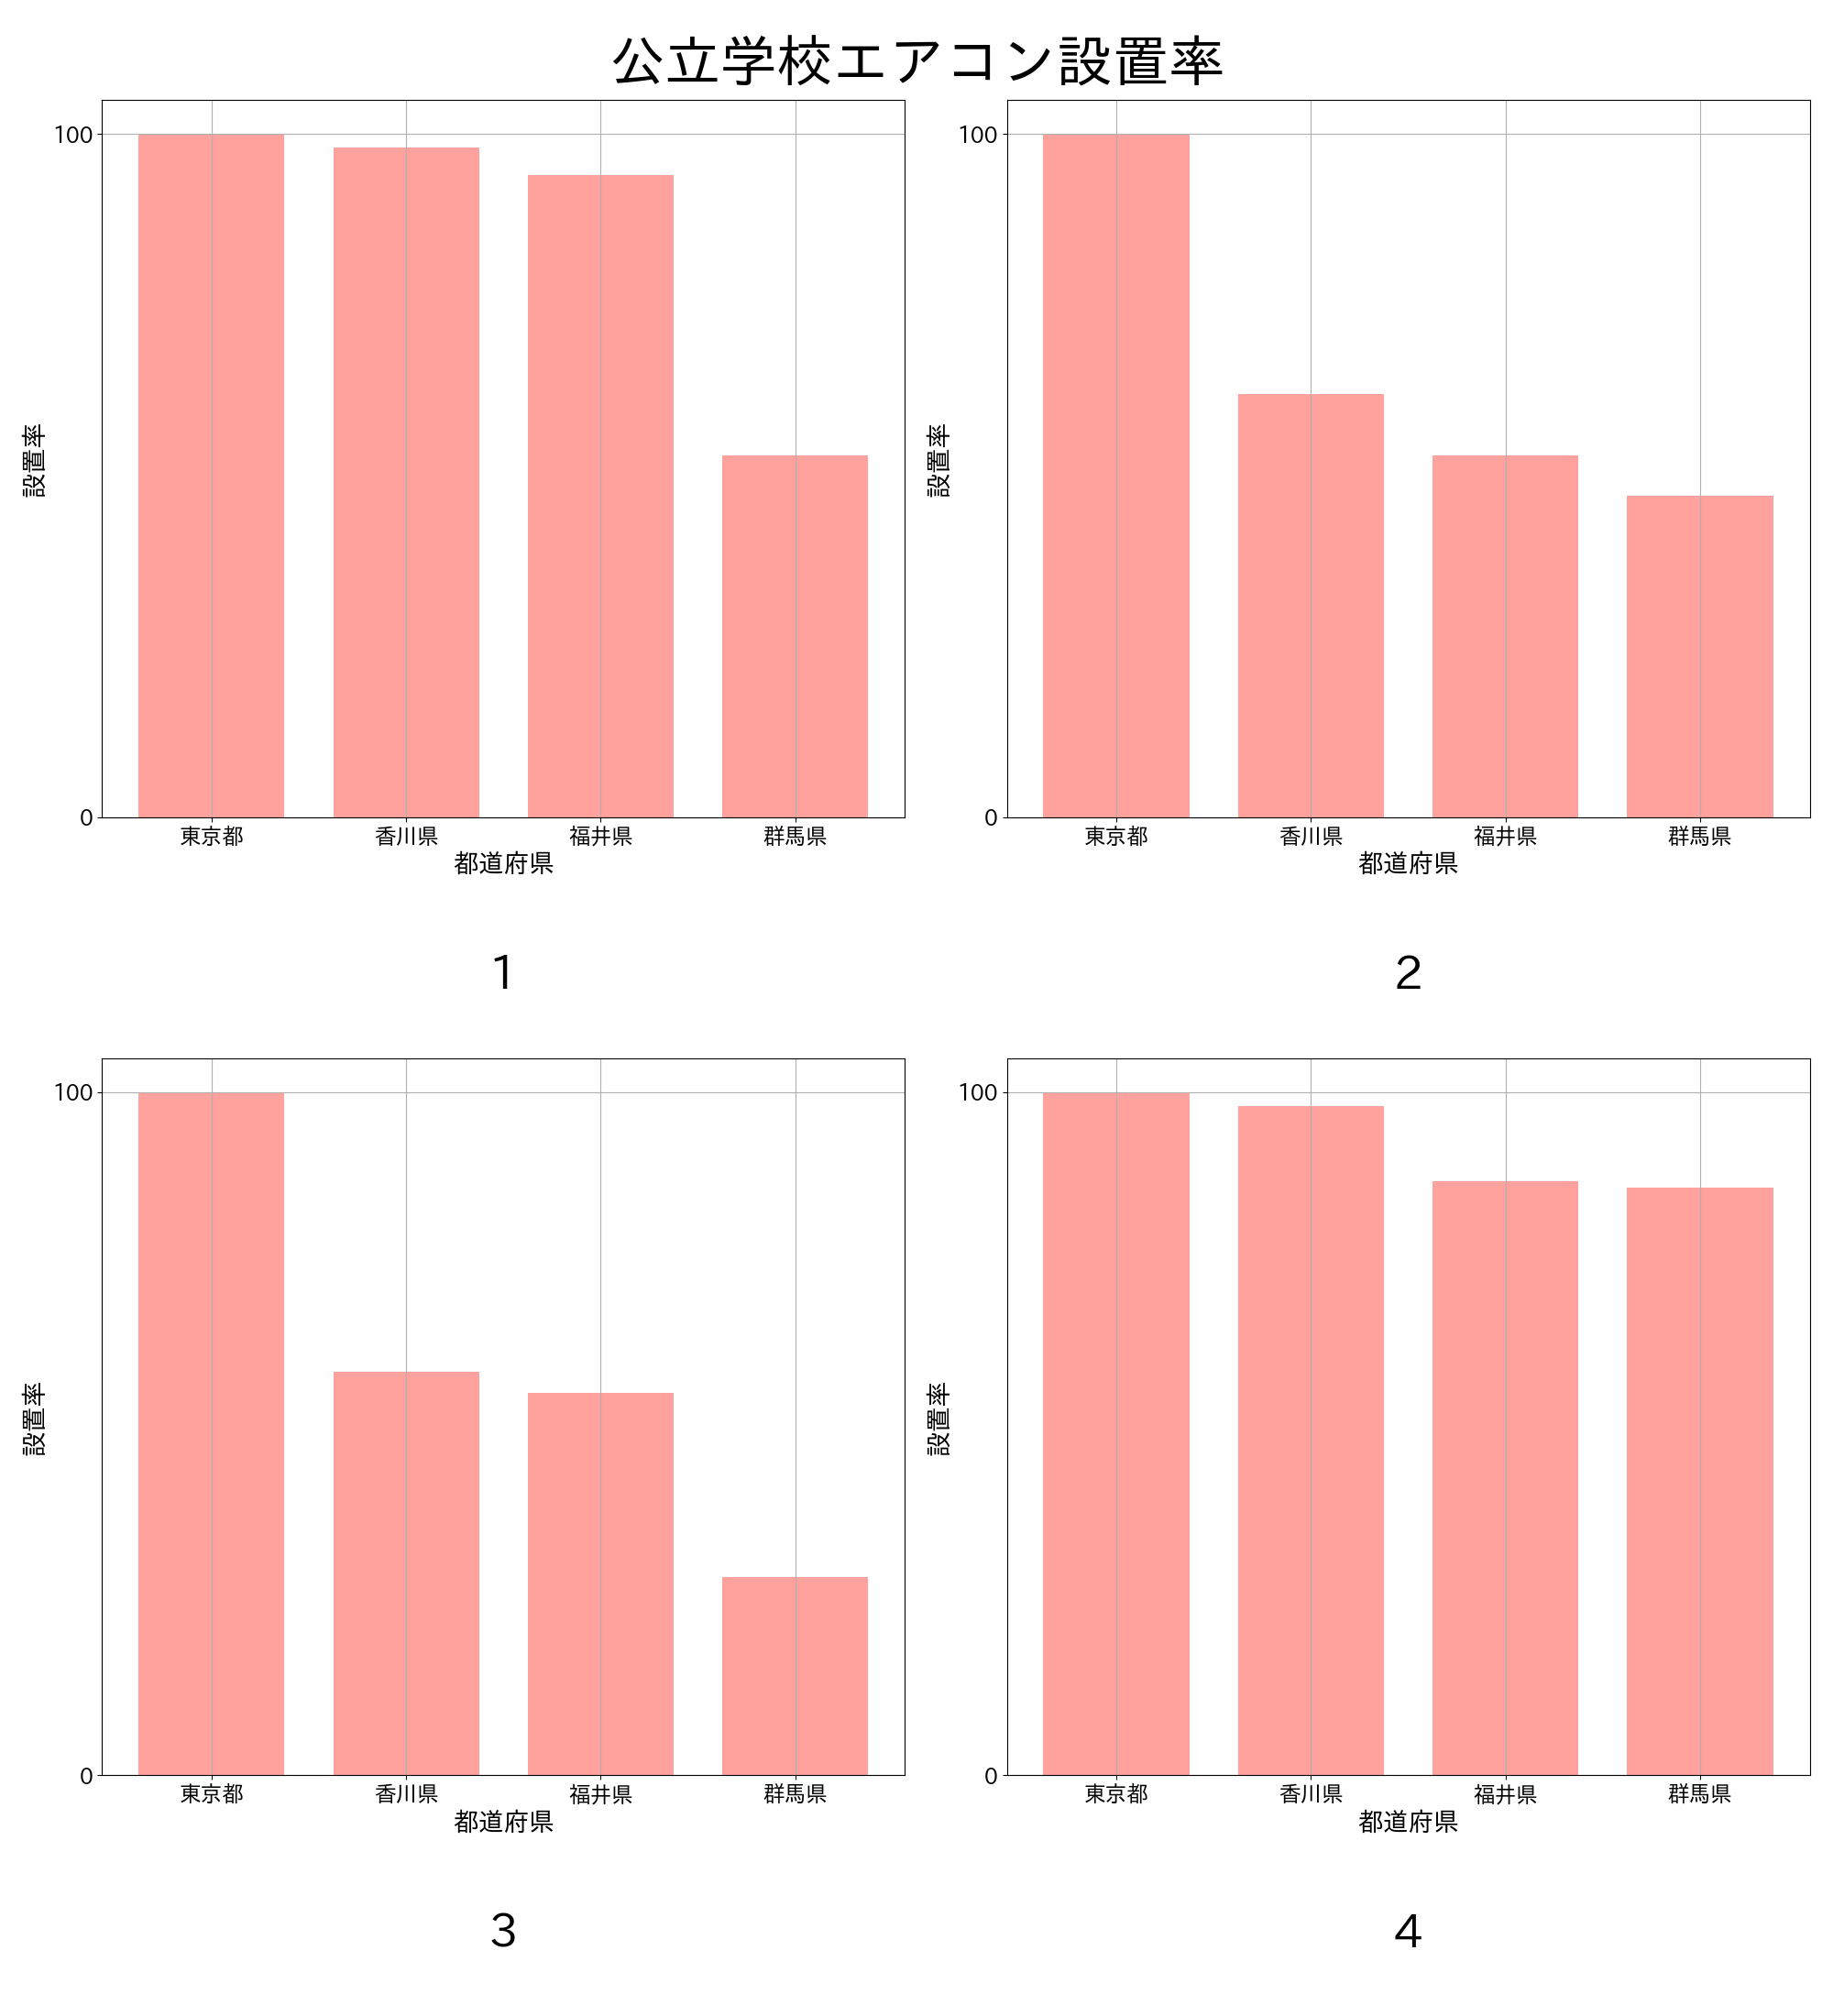 公立学校エアコン設置率
100
0
設置率
東京都 香川県 福井県 群馬県
都道府県
1
100
0
設置率
東京都 香川県 福井県 群馬県
都道府県
2
100
0
設置率
東京都 香川県 福井県 群馬県
都道府県
3
100
0
設置率
東京都 香川県 福井県 群馬県
都道府県
4